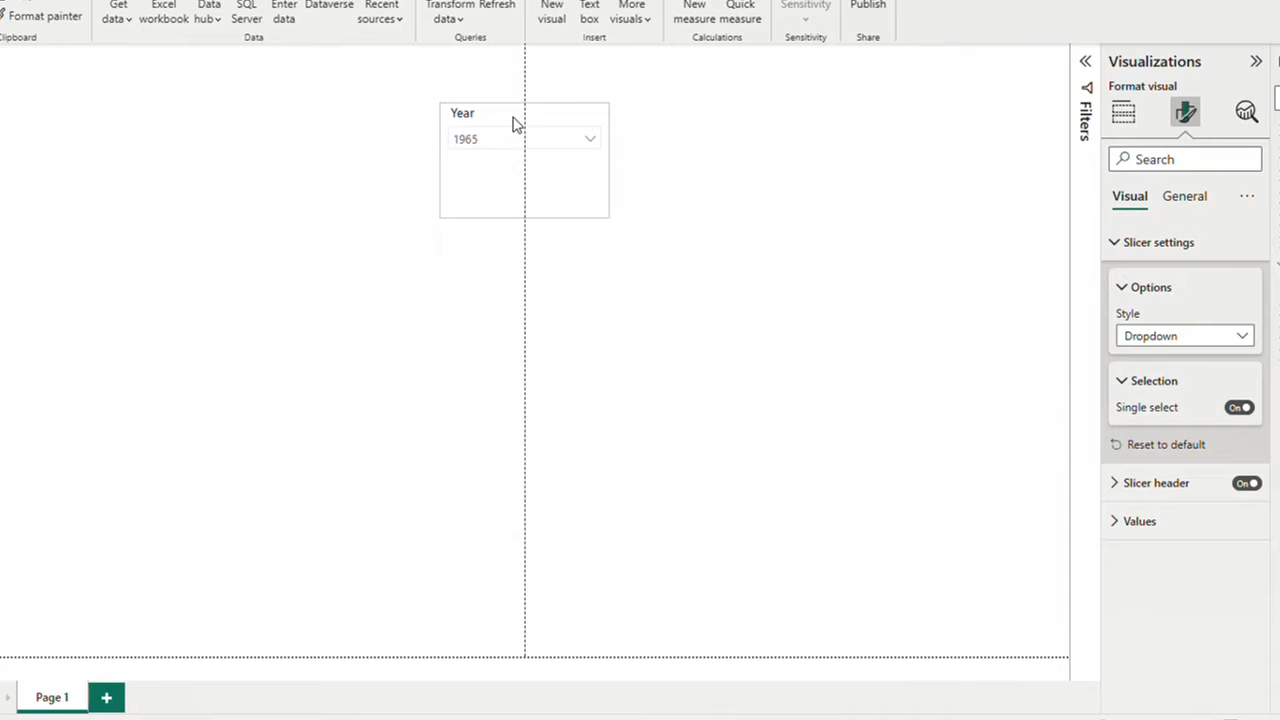 Format painter
Clipboard
Get data
Excel workbook
Data hub
SQL Server
Enter data
Dataverse
Recent sources
Data
Transform data
Refresh
Queries
New visual
Text box
More visuals
Insert
New measure
Quick measure
Calculations
Sensitivity
Sensitivity
Publish
Share
Year
1965
Filters
Visualizations
Format visual
Search
Visual
General
Slicer settings
Options
Style
Dropdown
Selection
Single select
On
Reset to default
Slicer header
On
Values
Page 1